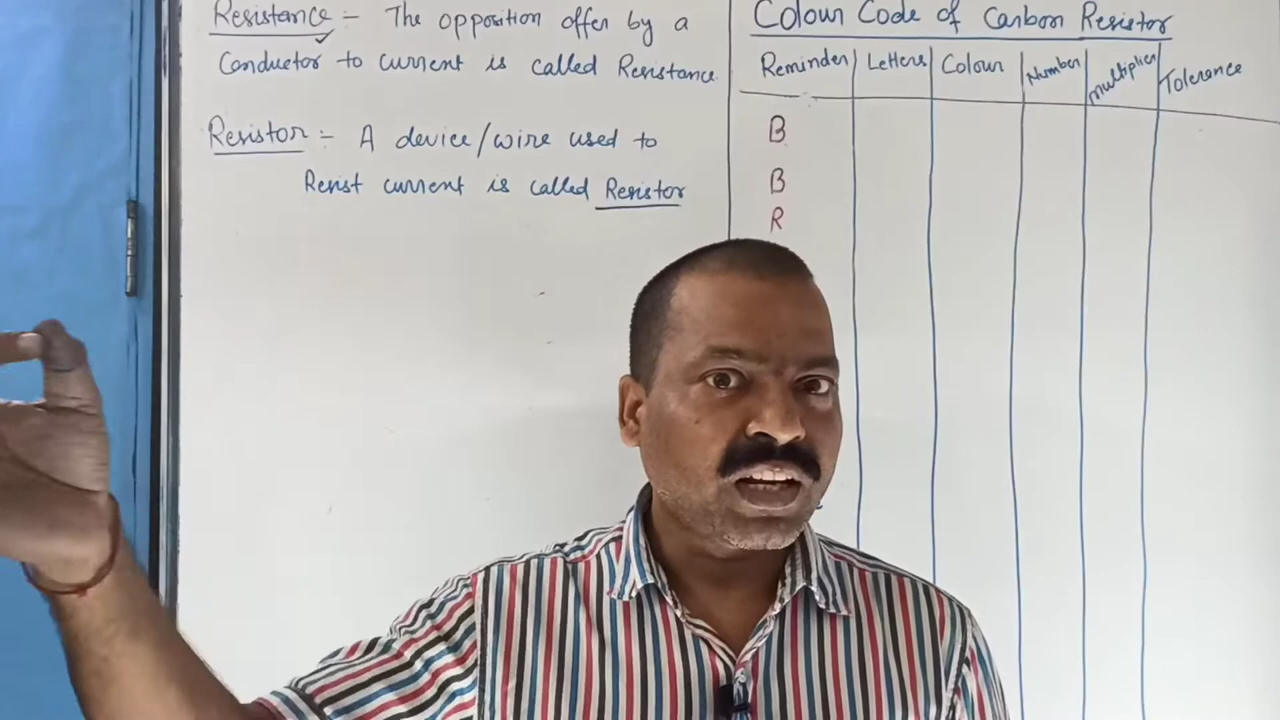 Resistance :- The opposition offer by a
Conductor to current is called Resistance
Resistor :- A device/wire used to
Resist current is called Resistor
Colour Code of Carbon Resistor
Reminder Letters Colour Number Multiplier Tolerance
B
B
R